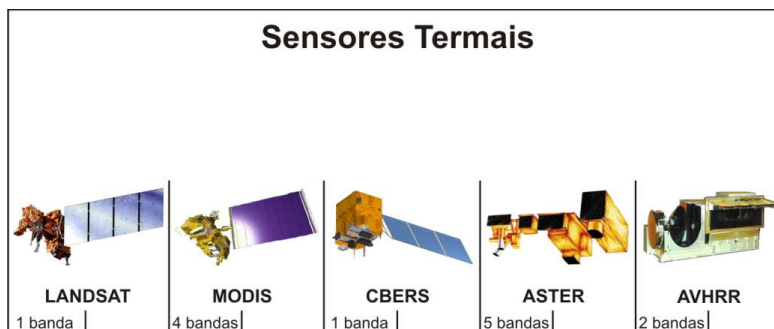 Sensores Termais
LANDSAT MODIS CBERS ASTER AVHRR
1 banda 4 bandas 1 banda 5 bandas 2 bandas